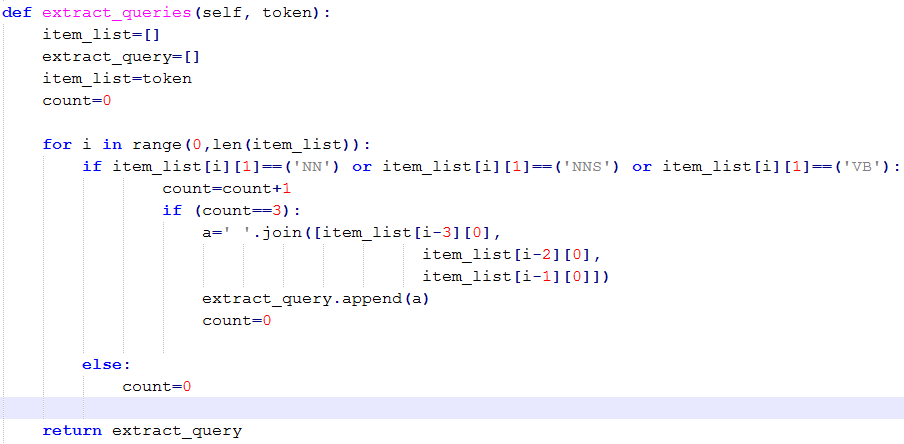 def extract_queries(self, token):
    item_list=[]
    extract_query=[]
    item_list=token
    count=0
    for i in range(0,len(item_list)):
        if item_list[i][1]==('NN') or item_list[i][1]==('NNS') or item_list[i][1]==('VB'):
                count=count+1
                if (count==3):
                    a=' '.join([item_list[i-3][0],
                                          item_list[i-2][0],
                                          item_list[i-1][0]])
                    extract_query.append(a)
                    count=0
        else:
            count=0
    return extract_query